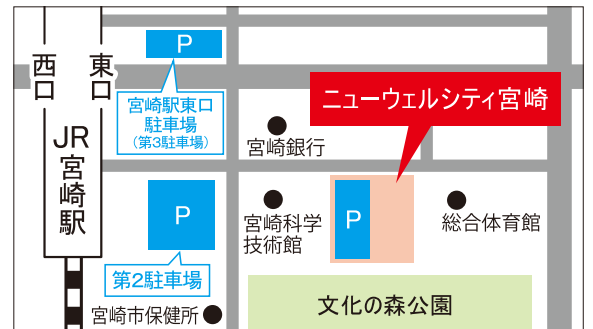 西口
東口
P
宮崎駅東口
駐車場
（第3駐車場）
ニューウェルシティ宮崎
宮崎銀行
JR
宮崎駅
P
第2駐車場
宮崎科学
技術館
P
総合体育館
宮崎市保健所
文化の森公園